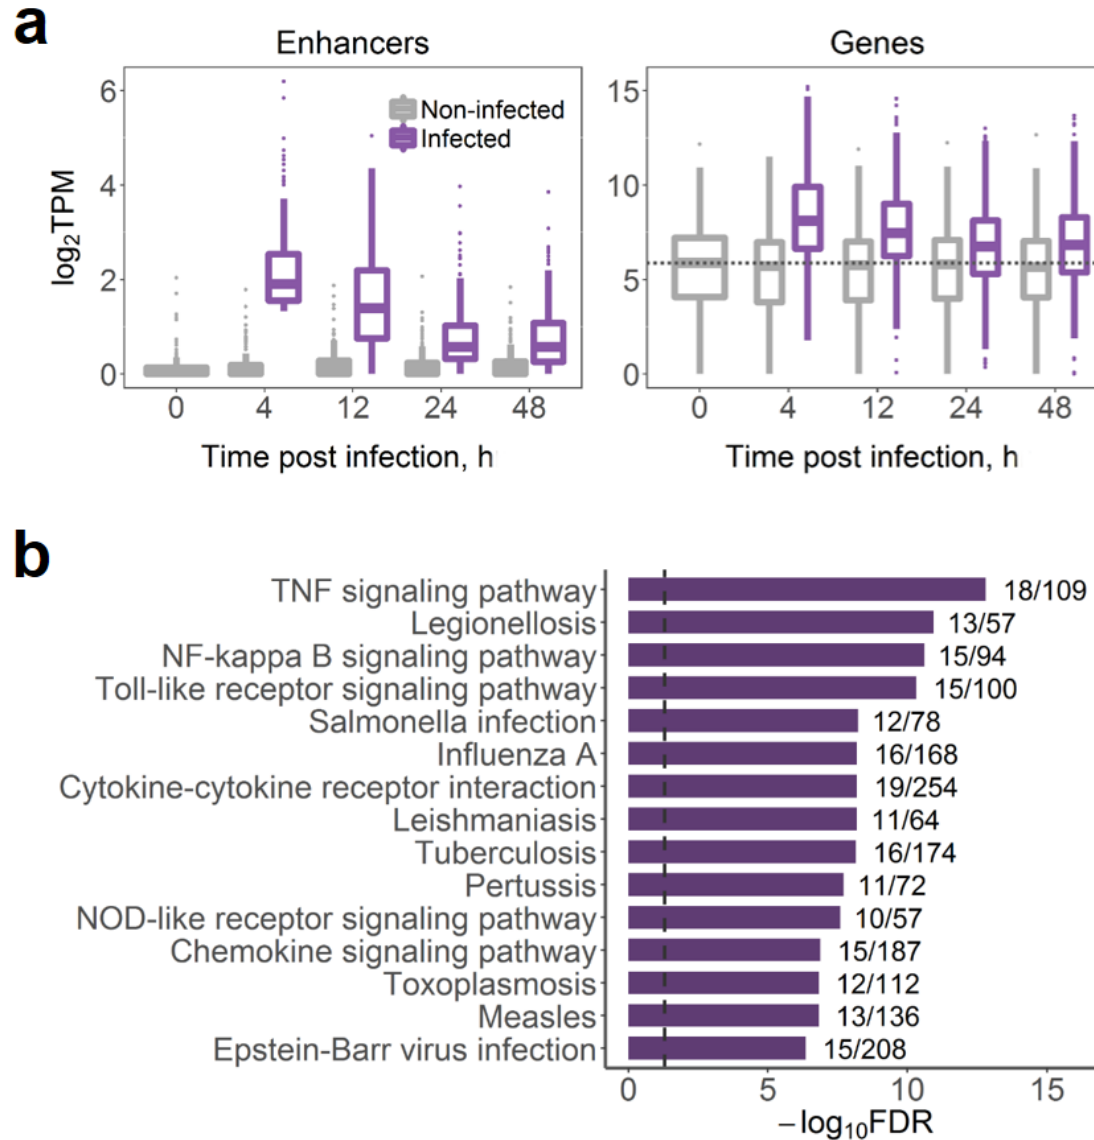 a
Enhancers
Genes
log2TPM
6
4
2
0
Non-infected
Infected
15
10
5
0
0 4 12 24 48
0 4 12 24 48
Time post infection, h
Time post infection, h
b
TNF signaling pathway 18/109
Legionellosis 13/57
NF-kappa B signaling pathway 15/94
Toll-like receptor signaling pathway 15/100
Salmonella infection 12/78
Influenza A 16/168
Cytokine-cytokine receptor interaction 19/254
Leishmaniasis 11/64
Tuberculosis 16/174
Pertussis 11/72
NOD-like receptor signaling pathway 10/57
Chemokine signaling pathway 15/187
Toxoplasmosis 12/112
Measles 13/136
Epstein-Barr virus infection 15/208
0 5 10 15
−log10FDR